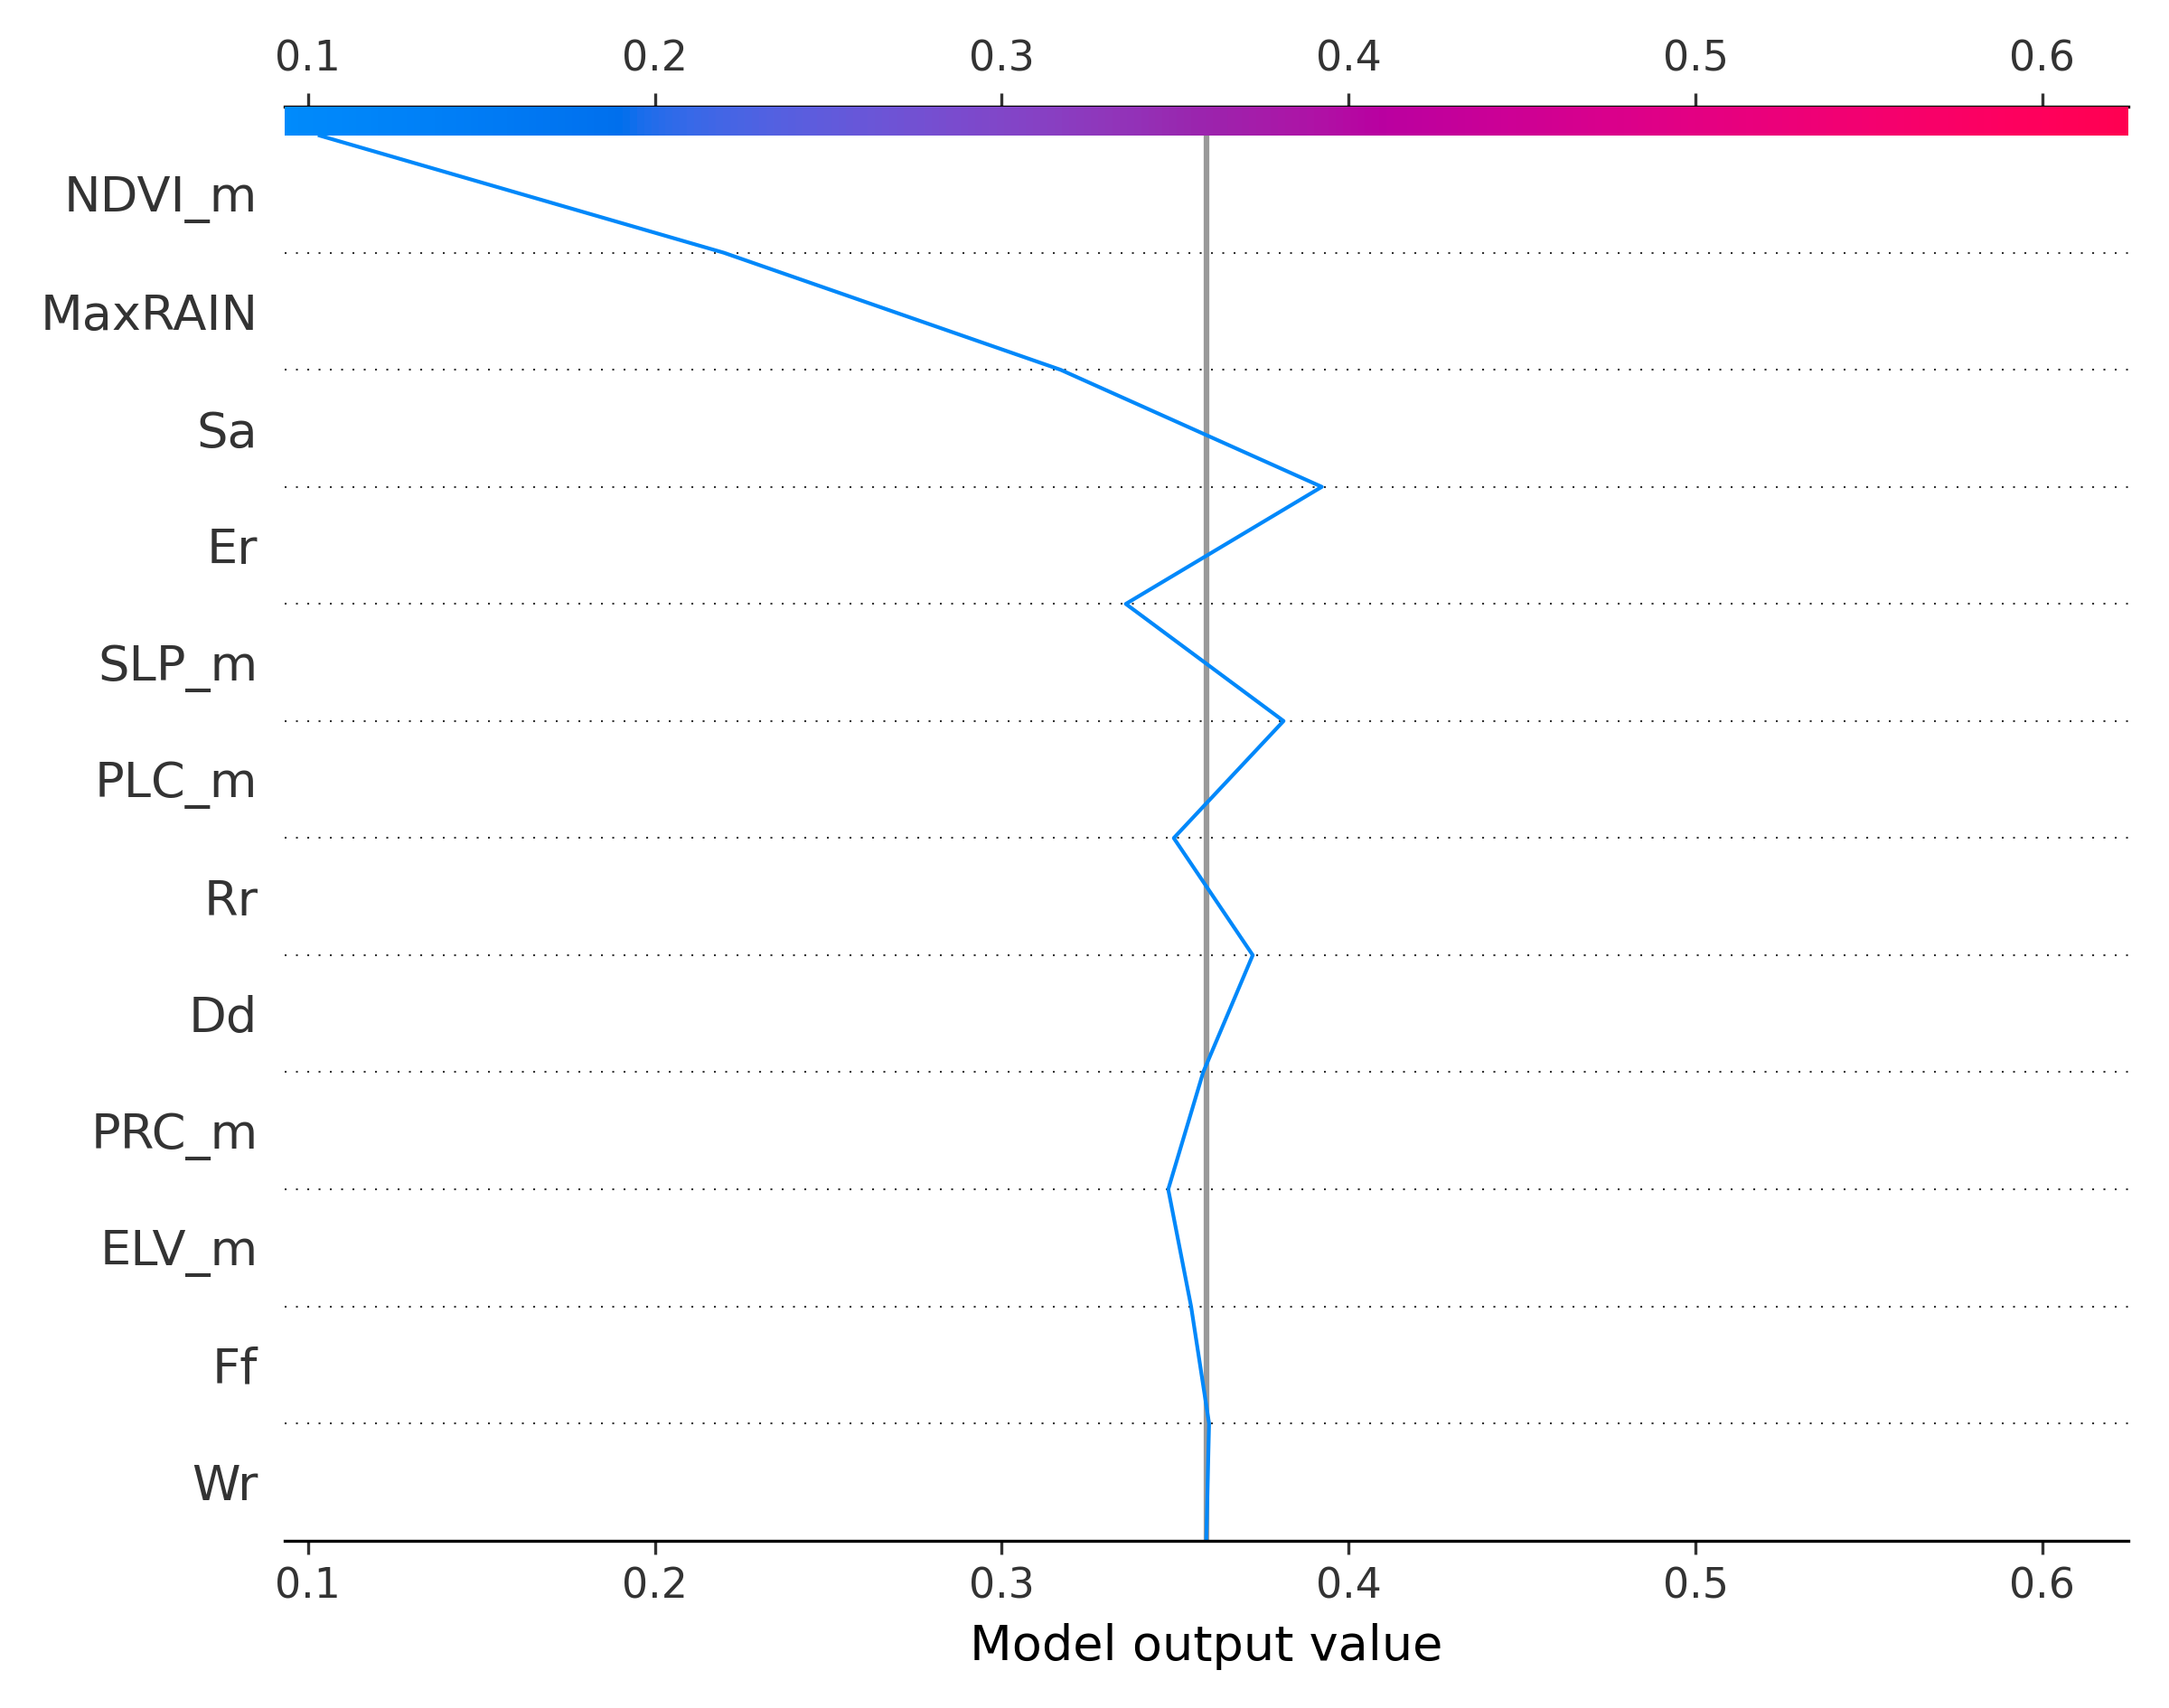 0.1 0.2 0.3 0.4 0.5 0.6
NDVI_m
MaxRAIN
Sa
Er
SLP_m
PLC_m
Rr
Dd
PRC_m
ELV_m
Ff
Wr
0.1 0.2 0.3 0.4 0.5 0.6
Model output value